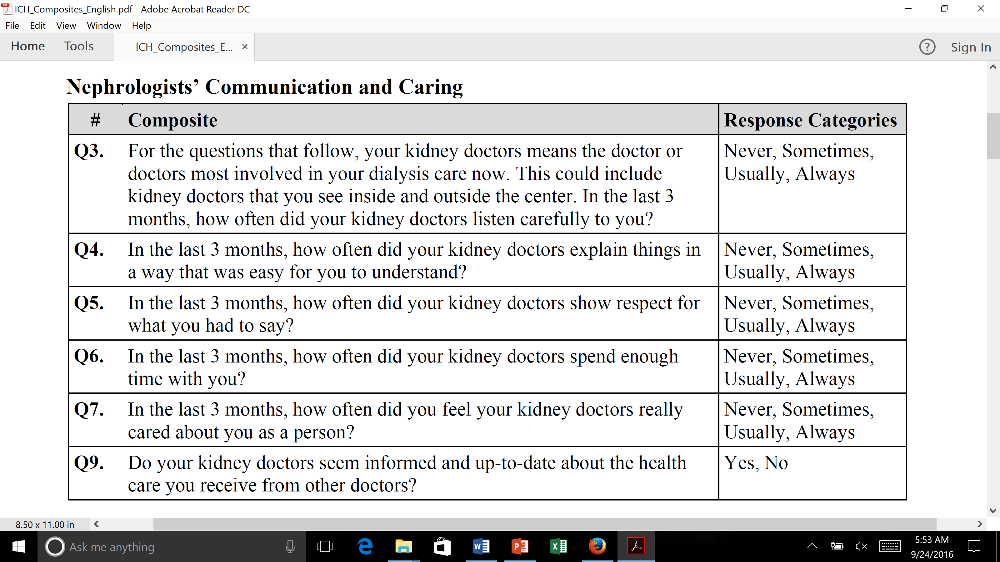 ICH_Composites_English.pdf - Adobe Acrobat Reader DC
File Edit View Window Help
Home Tools ICH_Composites_E... × ? Sign In
Nephrologists’ Communication and Caring
# Composite Response Categories
Q3. For the questions that follow, your kidney doctors means the doctor or Never, Sometimes,
doctors most involved in your dialysis care now. This could include Usually, Always
kidney doctors that you see inside and outside the center. In the last 3
months, how often did your kidney doctors listen carefully to you?
Q4. In the last 3 months, how often did your kidney doctors explain things in Never, Sometimes,
a way that was easy for you to understand? Usually, Always
Q5. In the last 3 months, how often did your kidney doctors show respect for Never, Sometimes,
what you had to say? Usually, Always
Q6. In the last 3 months, how often did your kidney doctors spend enough Never, Sometimes,
time with you? Usually, Always
Q7. In the last 3 months, how often did you feel your kidney doctors really Never, Sometimes,
cared about you as a person? Usually, Always
Q9. Do your kidney doctors seem informed and up-to-date about the health Yes, No
care you receive from other doctors?
8.50 x 11.00 in
Ask me anything
5:53 AM
9/24/2016